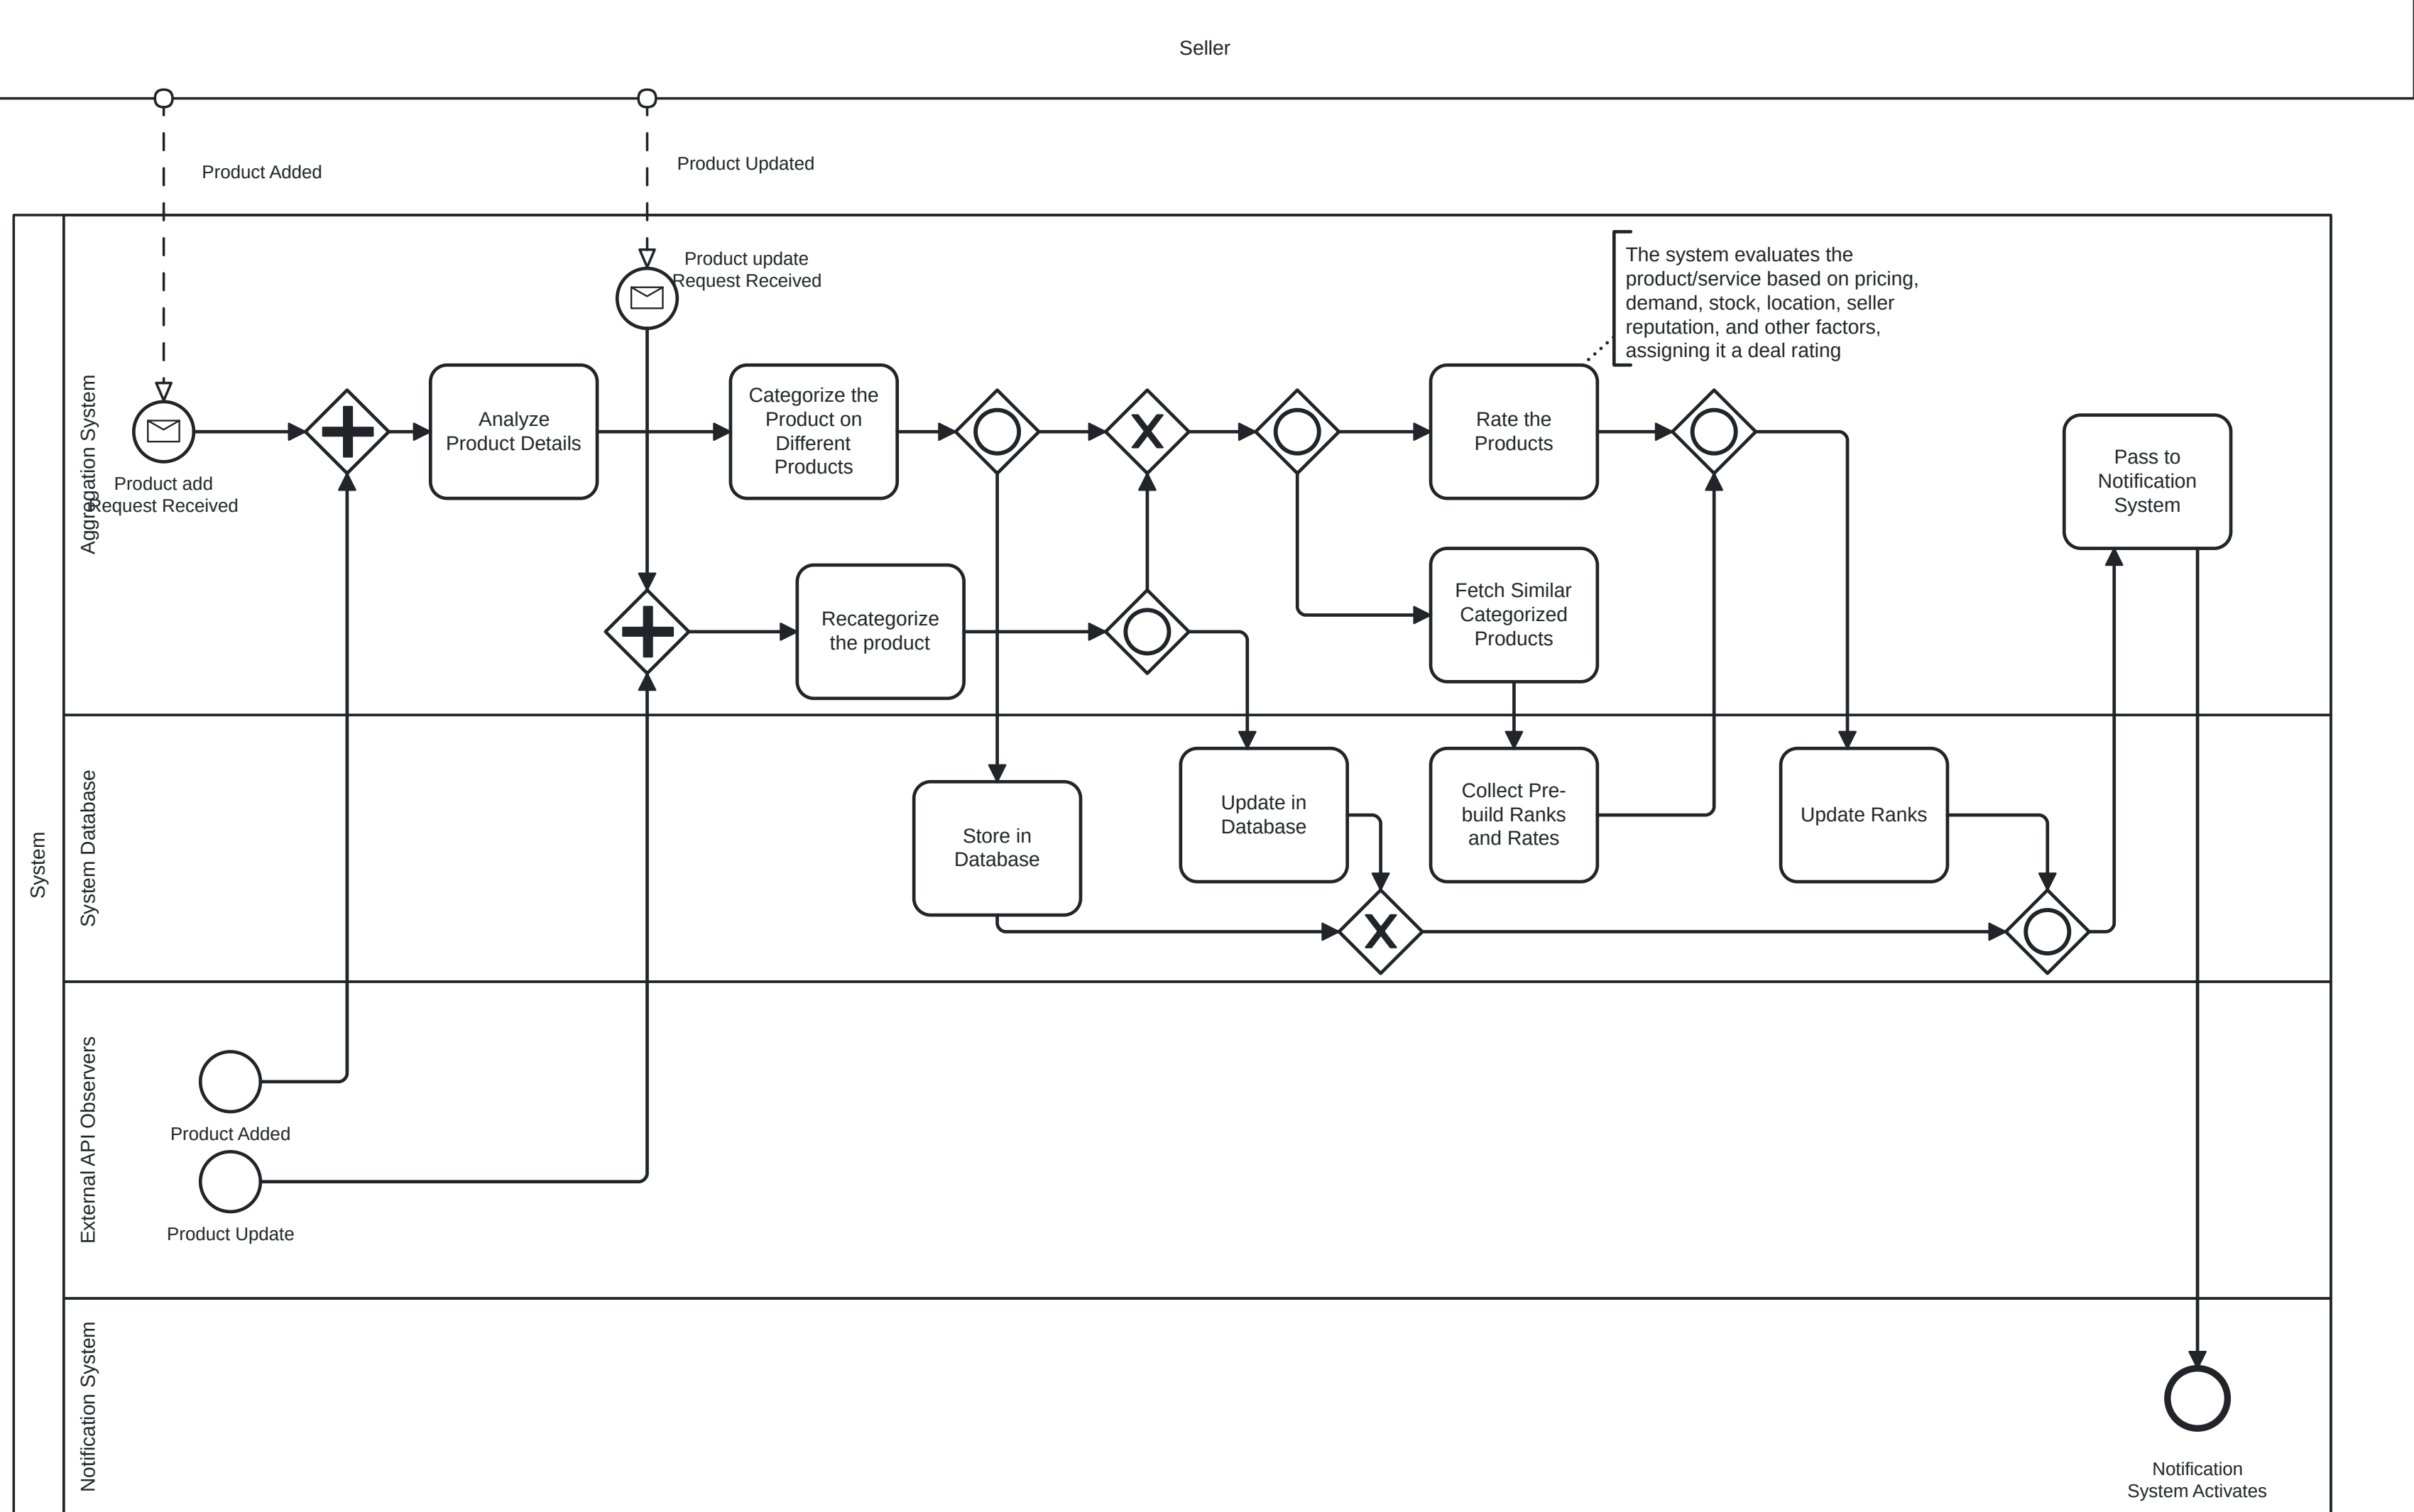 Seller
Product Added
Product Updated
Product update
Request Received
The system evaluates the
product/service based on pricing,
demand, stock, location, seller
reputation, and other factors,
assigning it a deal rating
Aggregation System
Product add
Request Received
Analyze
Product Details
Categorize the
Product on
Different
Products
X
Rate the
Products
Pass to
Notification
System
Recategorize
the product
Fetch Similar
Categorized
Products
System
System Database
Store in
Database
Update in
Database
Collect Pre-
build Ranks
and Rates
Update Ranks
X
External API Observers
Product Added
Product Update
Notification System
Notification
System Activates